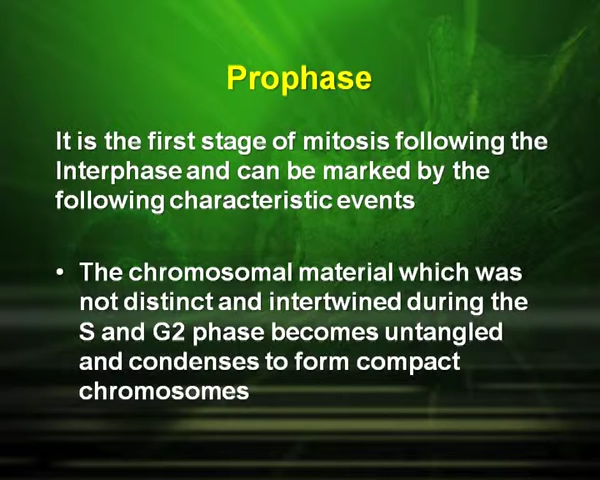 Prophase
It is the first stage of mitosis following the
Interphase and can be marked by the
following characteristic events
• The chromosomal material which was
not distinct and intertwined during the
S and G2 phase becomes untangled
and condenses to form compact
chromosomes